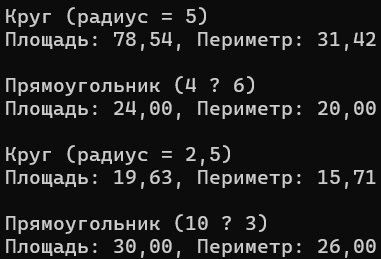 Круг (радиус = 5)
Площадь: 78,54, Периметр: 31,42
Прямоугольник (4 ? 6)
Площадь: 24,00, Периметр: 20,00
Круг (радиус = 2,5)
Площадь: 19,63, Периметр: 15,71
Прямоугольник (10 ? 3)
Площадь: 30,00, Периметр: 26,00